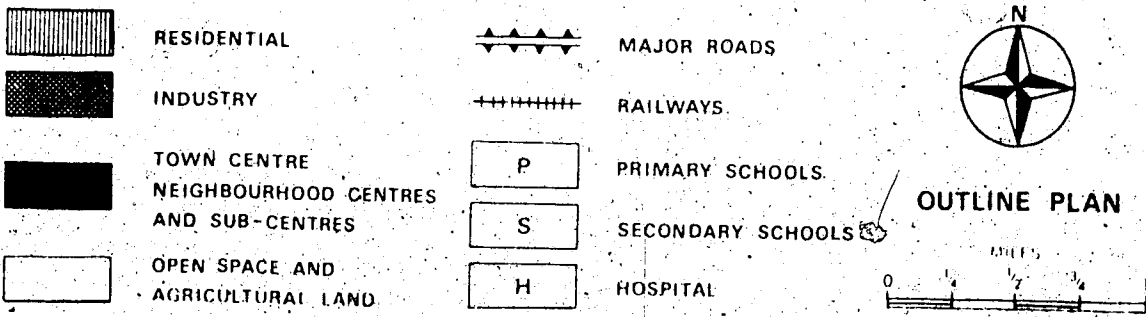 RESIDENTIAL
INDUSTRY
TOWN CENTRE
NEIGHBOURHOOD CENTRES
AND SUB-CENTRES
OPEN SPACE AND
AGRICULTURAL LAND
MAJOR ROADS
RAILWAYS
P PRIMARY SCHOOLS
S SECONDARY SCHOOLS
H HOSPITAL
N
OUTLINE PLAN
MILES
0 1/4 1/2 3/4